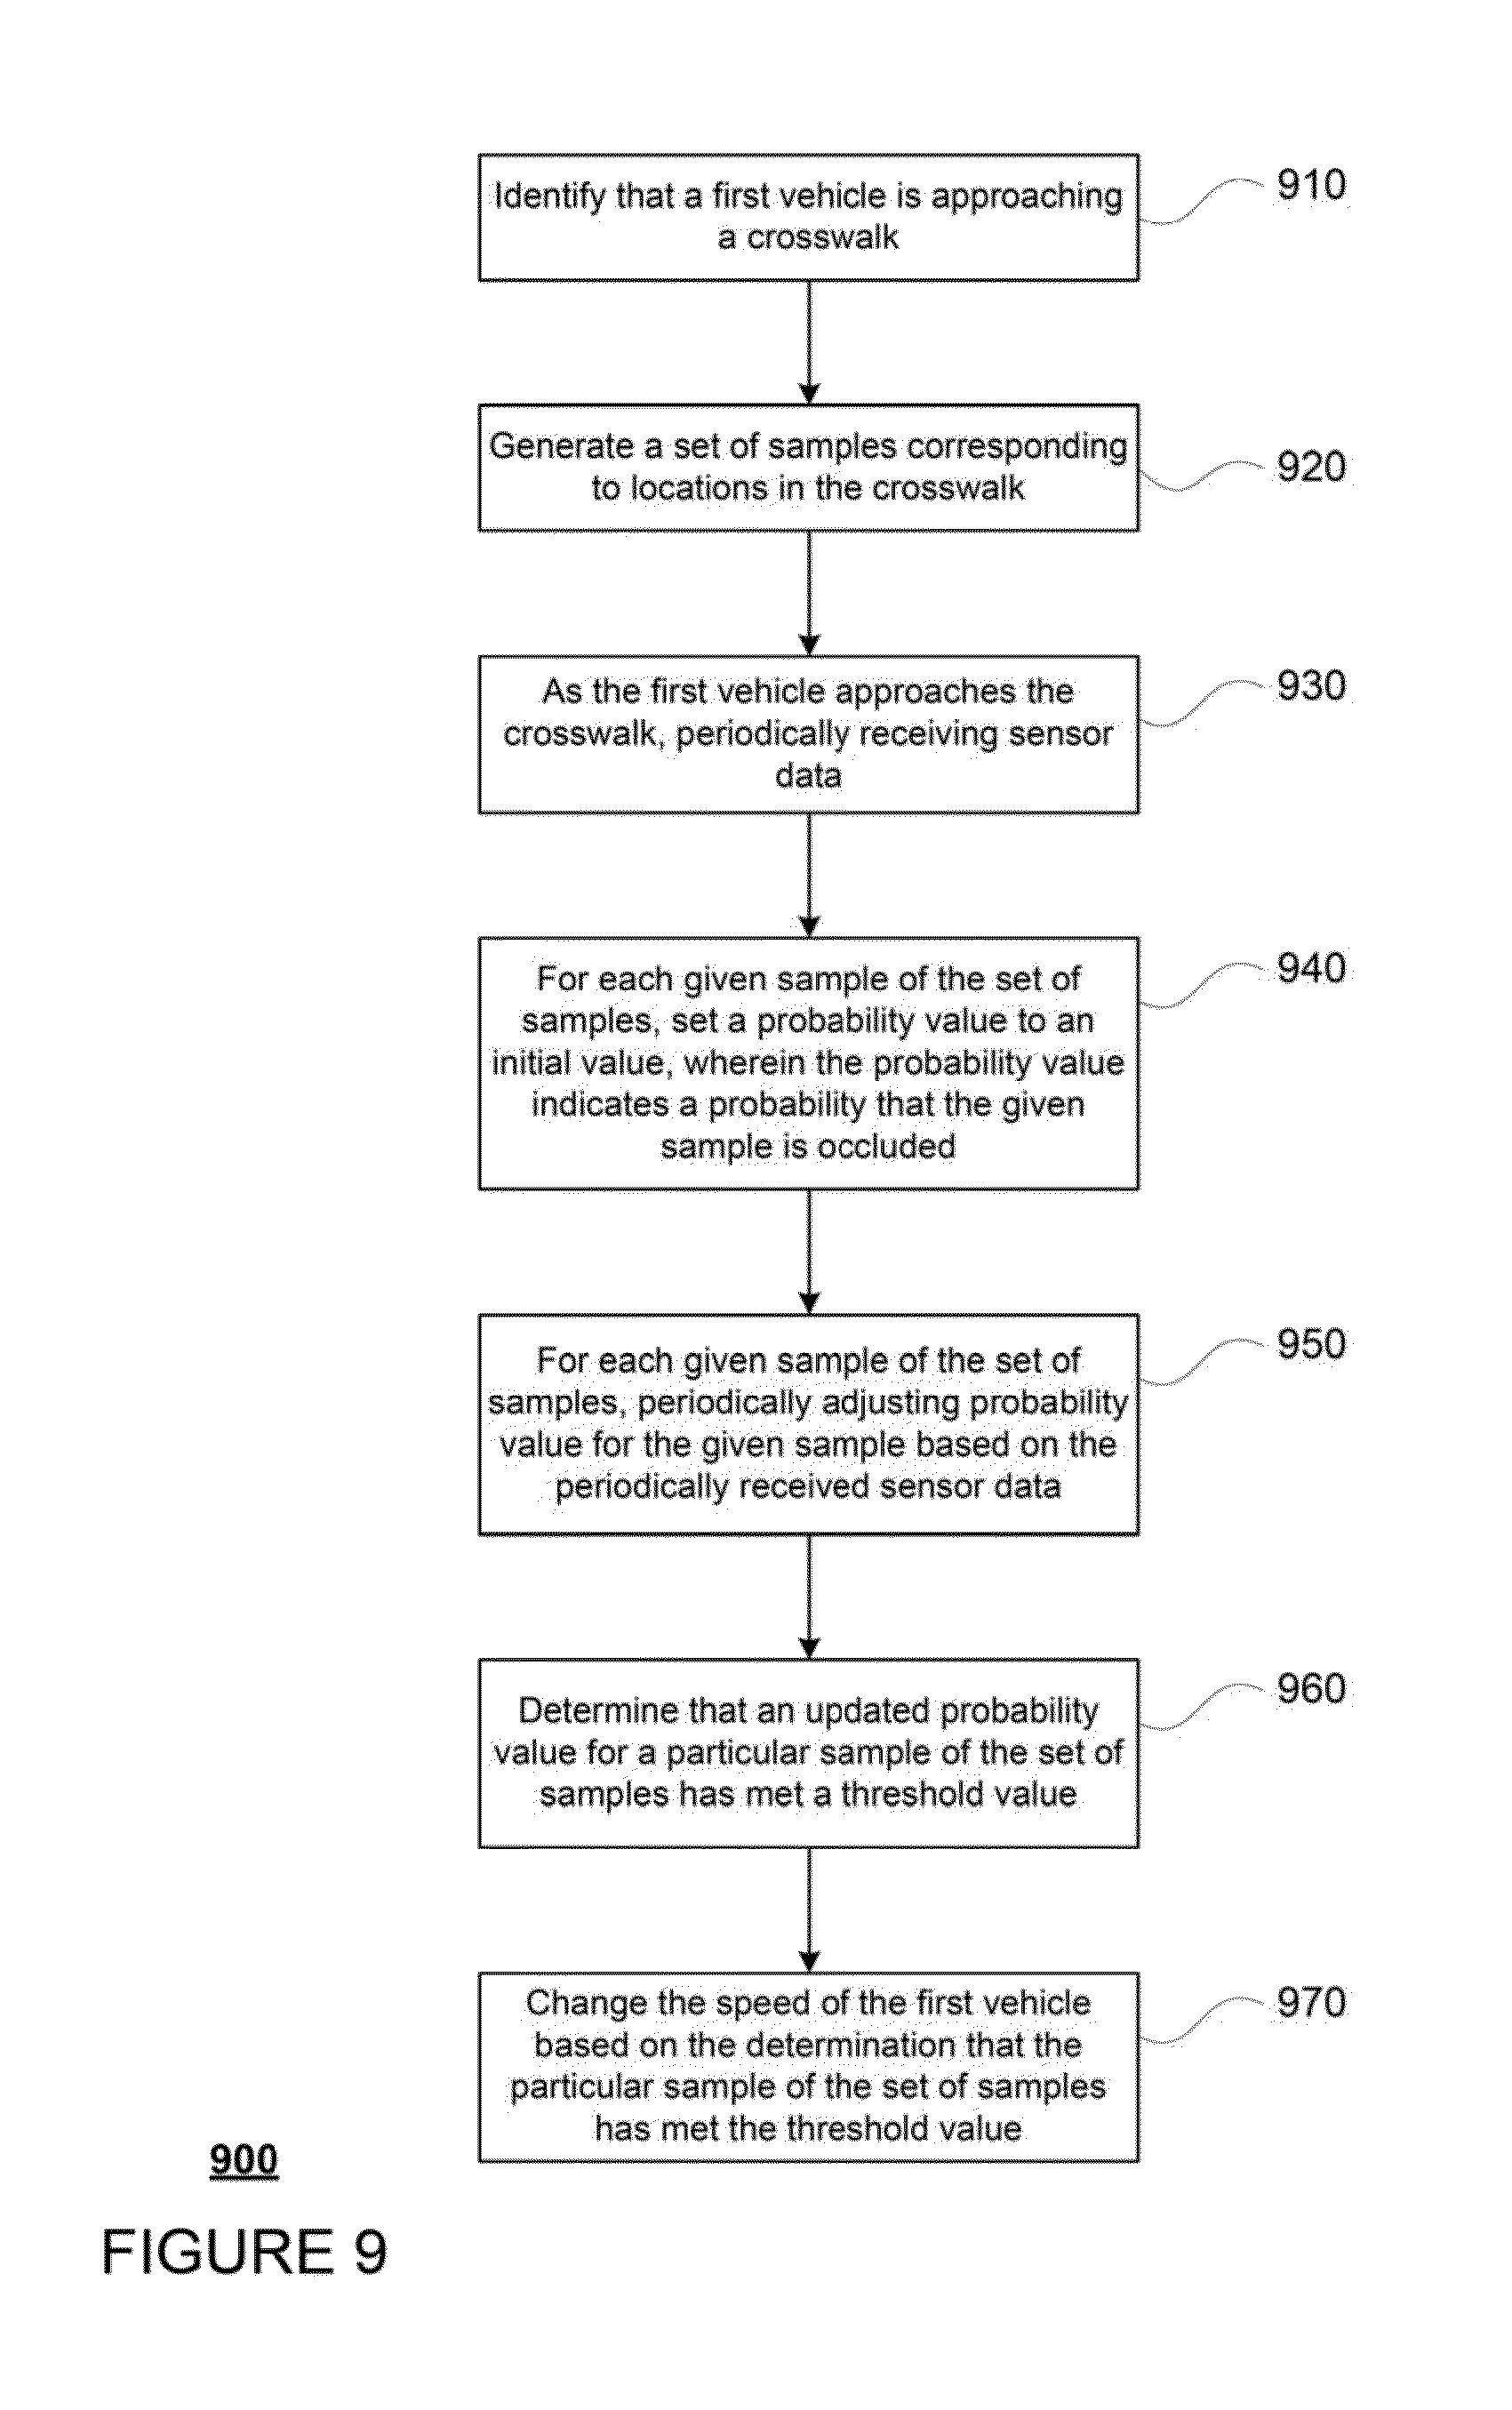 Identify that a first vehicle is approaching
a crosswalk
910
Generate a set of samples corresponding
to locations in the crosswalk
920
As the first vehicle approaches the
crosswalk, periodically receiving sensor
data
930
For each given sample of the set of
samples, set a probability value to an
initial value, wherein the probability value
indicates a probability that the given
sample is occluded
940
For each given sample of the set of
samples, periodically adjusting probability
value for the given sample based on the
periodically received sensor data
950
Determine that an updated probability
value for a particular sample of the set of
samples has met a threshold value
960
Change the speed of the first vehicle
based on the determination that the
particular sample of the set of samples
has met the threshold value
970
900
FIGURE 9